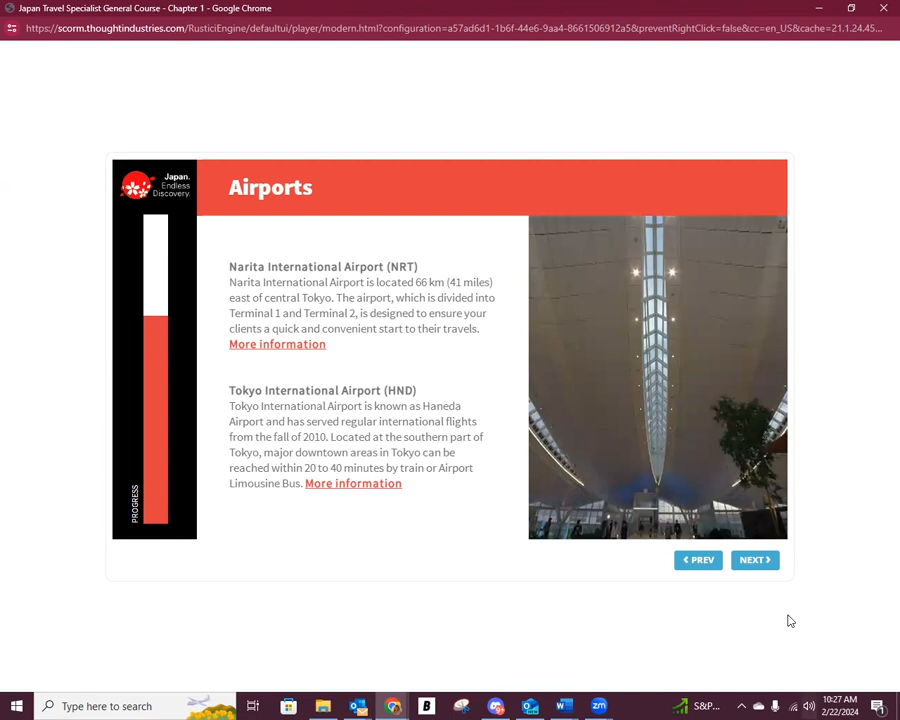 Japan Travel Specialist General Course - Chapter 1 - Google Chrome
https://scorm.thoughtindustries.com/RusticiEngine/defaultui/player/modern.html?configuration=a57ad6d1-1b6f-44e6-9aa4-8661506912a5&preventRightClick=false&cc=en_US&cache=21.1.24.45...
Japan.
Endless
Discovery.
Airports
PROGRESS
Narita International Airport (NRT)
Narita International Airport is located 66 km (41 miles)
east of central Tokyo. The airport, which is divided into
Terminal 1 and Terminal 2, is designed to ensure your
clients a quick and convenient start to their travels.
More information
Tokyo International Airport (HND)
Tokyo International Airport is known as Haneda
Airport and has served regular international flights
from the fall of 2010. Located at the southern part of
Tokyo, major downtown areas in Tokyo can be
reached within 20 to 40 minutes by train or Airport
Limousine Bus. More information
PREV
NEXT
Type here to search
B
W
zm
S&P...
10:27 AM
2/22/2024
1